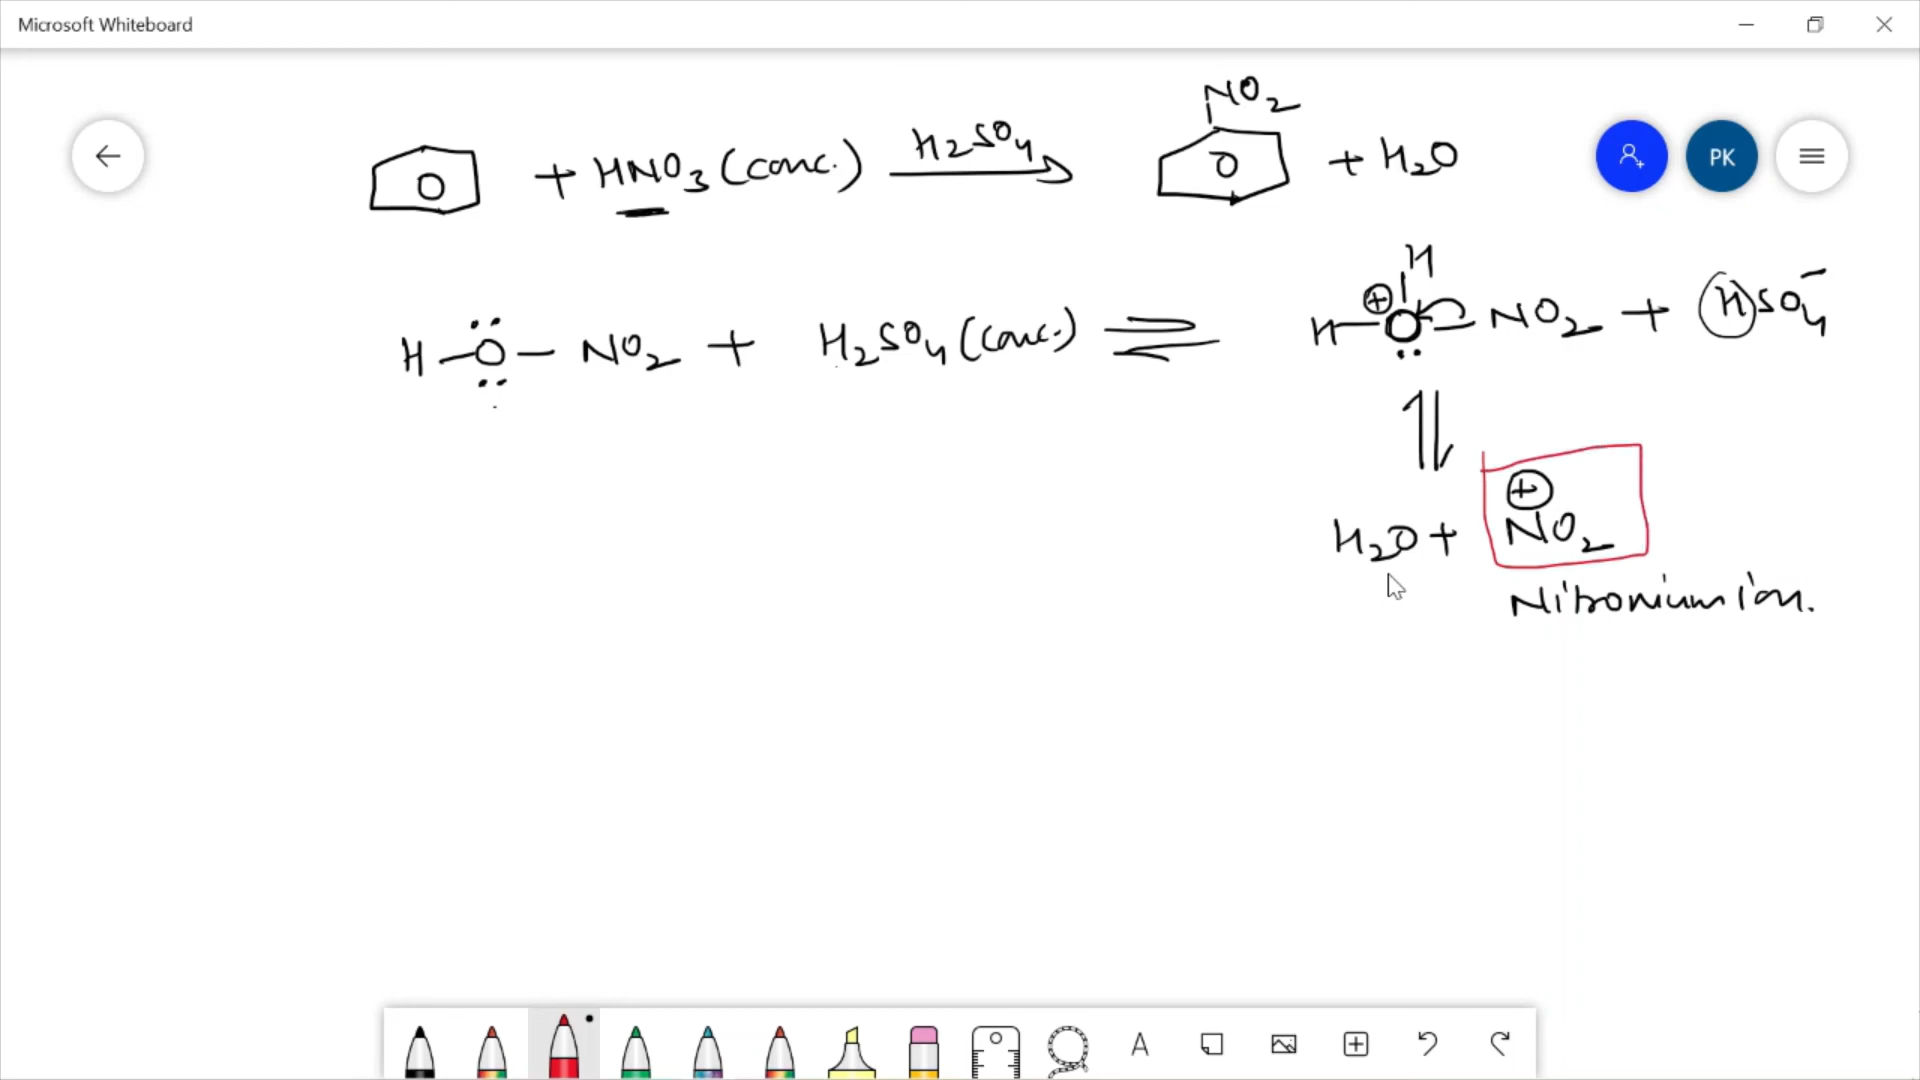 Microsoft Whiteboard
NO2
O + HNO3 (conc.) H2SO4 → O + H2O
PK
H
H–O–NO2 + H2SO4 (conc.) ⇌ H–O–NO2 + HSO4⁻
⊕
⇌
⊕
H2O + NO2
Nitronium ion.
A